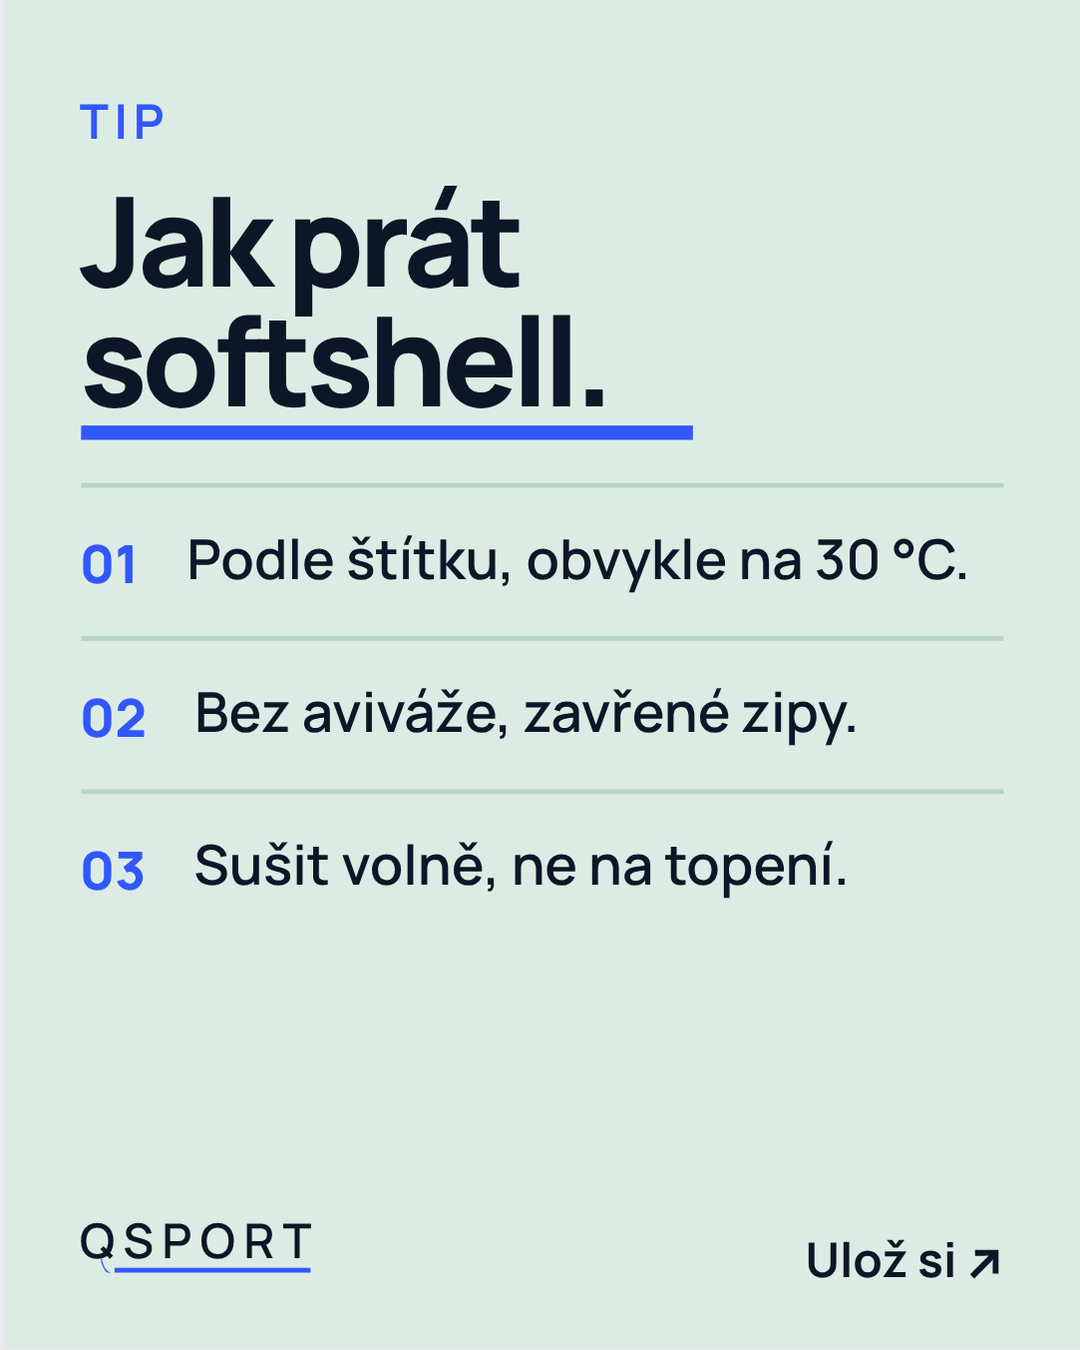 TIP
Jak prát
softshell.
01 Podle štítku, obvykle na 30 °C.
02 Bez aviváže, zavřené zipy.
03 Sušit volně, ne na topení.
QSPORT
Ulož si ↗